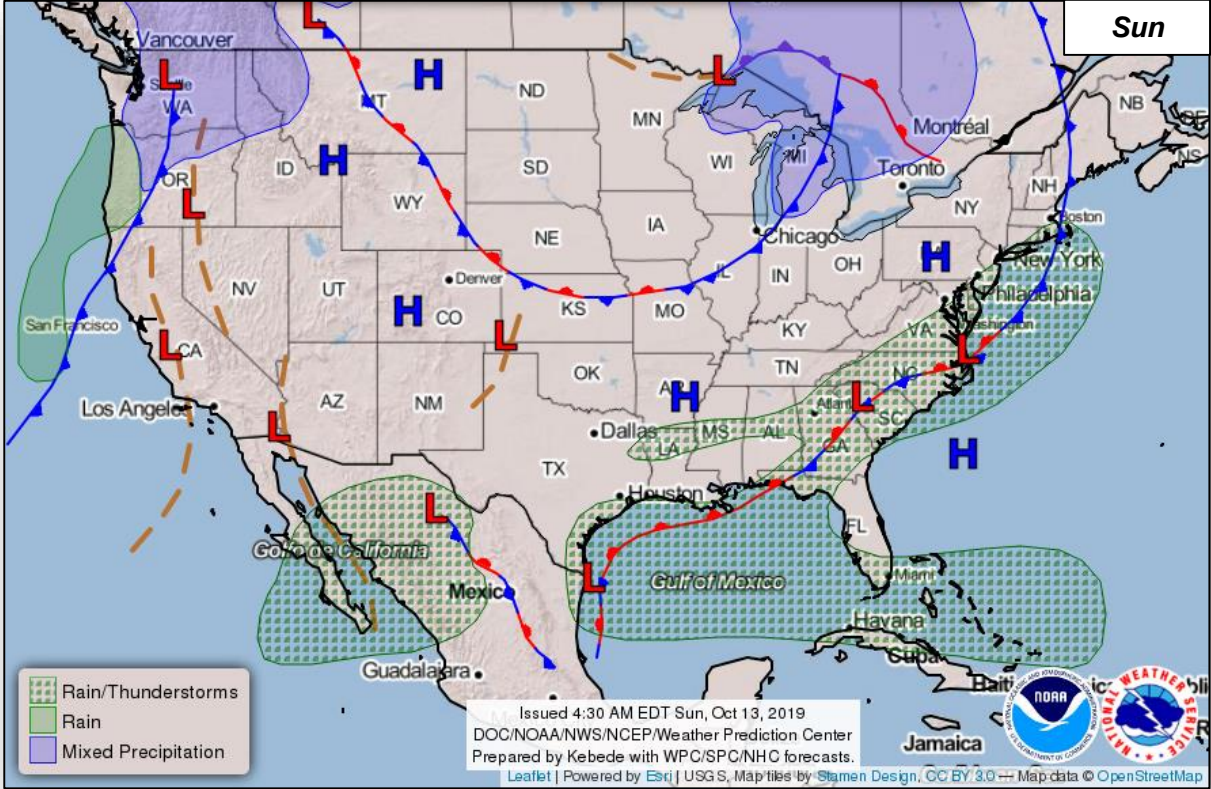 Sun
Vancouver
Seattle
WA
MT
ND
MN
NB
Montréal
OR
ID
SD
WI
MI
Toronto
NS
WY
IA
NY
NH
Boston
NE
Chicago
New York
NV
UT
Denver
IL
IN
OH
Philadelphia
San Francisco
CO
KS
MO
KY
VA
Washington
CA
OK
TN
NC
Los Angeles
AZ
NM
AR
Atlant
SC
Dallas
LA
MS
AL
GA
TX
Houston
FL
Golfo de California
Mexico
Gulf of Mexico
Miami
Havana
Cuba
Guadalajara
Haiti
Jamaica
L
L
L
L
L
L
L
L
L
L
L
H
H
H
H
H
H
Rain/Thunderstorms
Rain
Mixed Precipitation
Issued 4:30 AM EDT Sun, Oct 13, 2019
DOC/NOAA/NWS/NCEP/Weather Prediction Center
Prepared by Kebede with WPC/SPC/NHC forecasts.
Leaflet | Powered by Esri | USGS, Map tiles by Stamen Design, CC BY 3.0 — Map data © OpenStreetMap
NOAA
NATIONAL WEATHER SERVICE